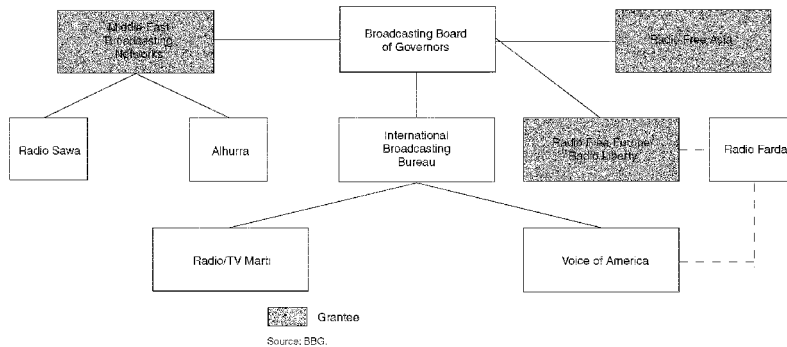 Middle East
Broadcasting
Networks
Broadcasting Board
of Governors
Radio Free Asia
Radio Sawa
Alhurra
International
Broadcasting
Bureau
Radio Free Europe/
Radio Liberty
Radio Farda
Radio/TV Marti
Voice of America
Grantee
Source: BBG.